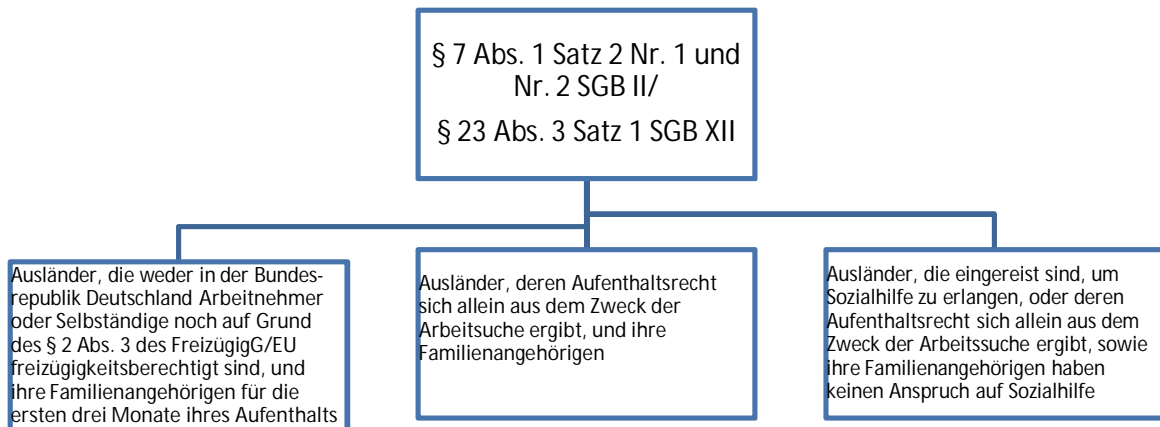 § 7 Abs. 1 Satz 2 Nr. 1 und
Nr. 2 SGB II/
§ 23 Abs. 3 Satz 1 SGB XII
Ausländer, die weder in der Bundes-
republik Deutschland Arbeitnehmer
oder Selbständige noch auf Grund
des § 2 Abs. 3 des FreizügigG/EU
freizügigkeitsberechtigt sind, und
ihre Familienangehörigen für die
ersten drei Monate ihres Aufenthalts
Ausländer, deren Aufenthaltsrecht
sich allein aus dem Zweck der
Arbeitsuche ergibt, und ihre
Familienangehörigen
Ausländer, die eingereist sind, um
Sozialhilfe zu erlangen, oder deren
Aufenthaltsrecht sich allein aus dem
Zweck der Arbeitssuche ergibt, sowie
ihre Familienangehörigen haben
keinen Anspruch auf Sozialhilfe